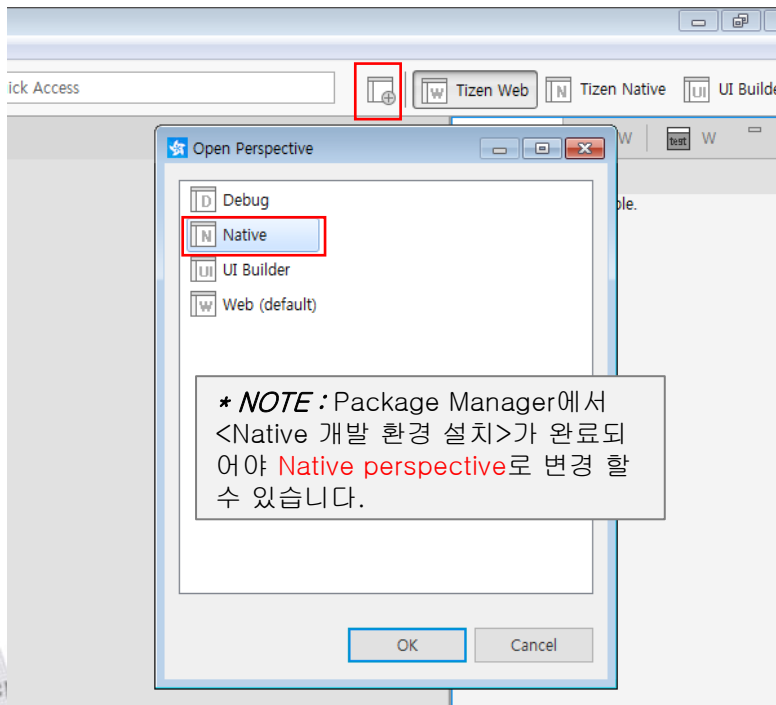 ick Access
Tizen Web
Tizen Native
UI Builde
Open Perspective
W
test W
ple.
D Debug
N Native
UI UI Builder
W Web (default)
* NOTE : Package Manager에서
<Native 개발 환경 설치>가 완료되
어야 Native perspective로 변경 할
수 있습니다.
OK
Cancel